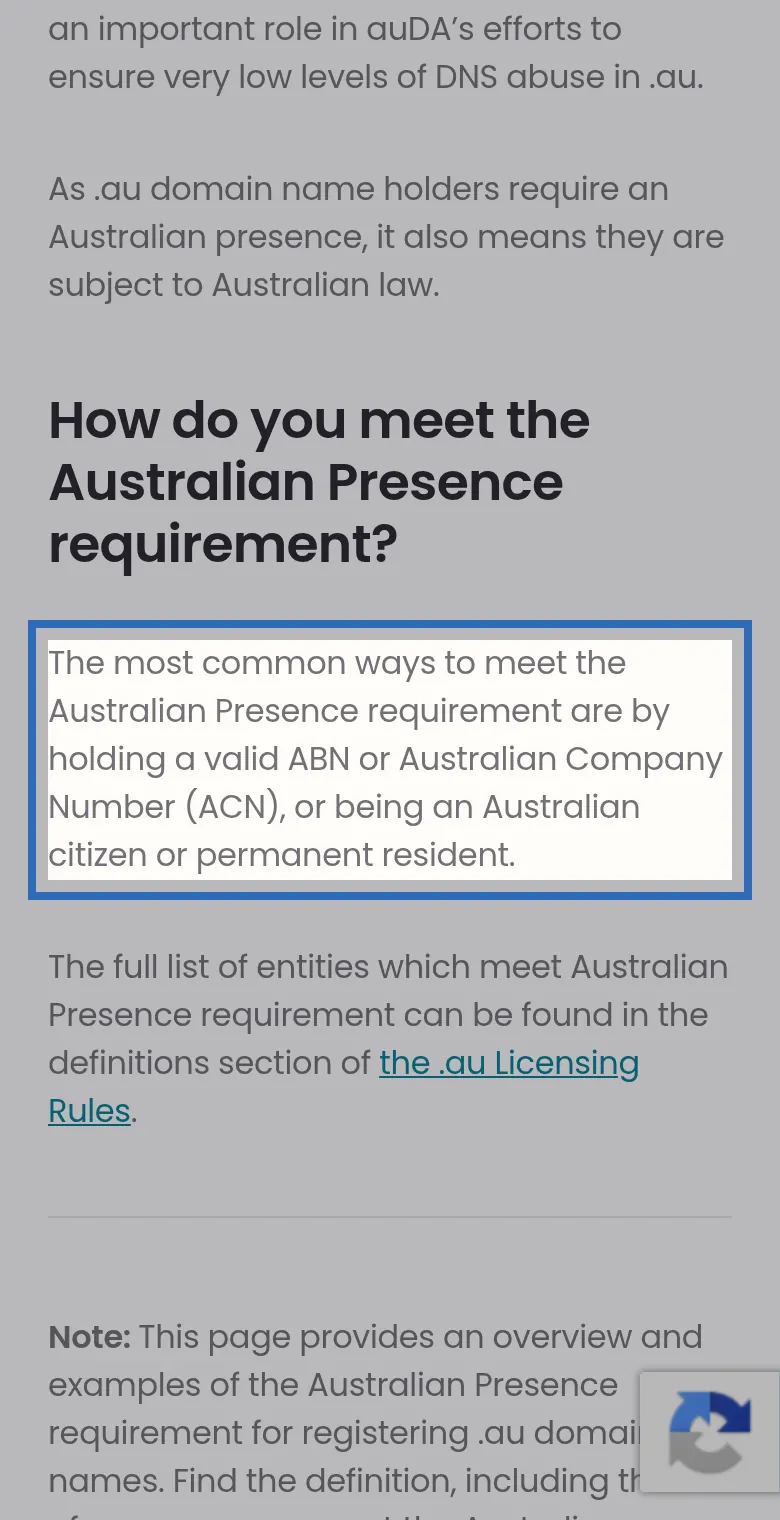 an important role in auDA’s efforts to
ensure very low levels of DNS abuse in .au.
As .au domain name holders require an
Australian presence, it also means they are
subject to Australian law.
How do you meet the
Australian Presence
requirement?
The most common ways to meet the
Australian Presence requirement are by
holding a valid ABN or Australian Company
Number (ACN), or being an Australian
citizen or permanent resident.
The full list of entities which meet Australian
Presence requirement can be found in the
definitions section of the .au Licensing
Rules.
Note: This page provides an overview and
examples of the Australian Presence
requirement for registering .au
names. Find the definition, including